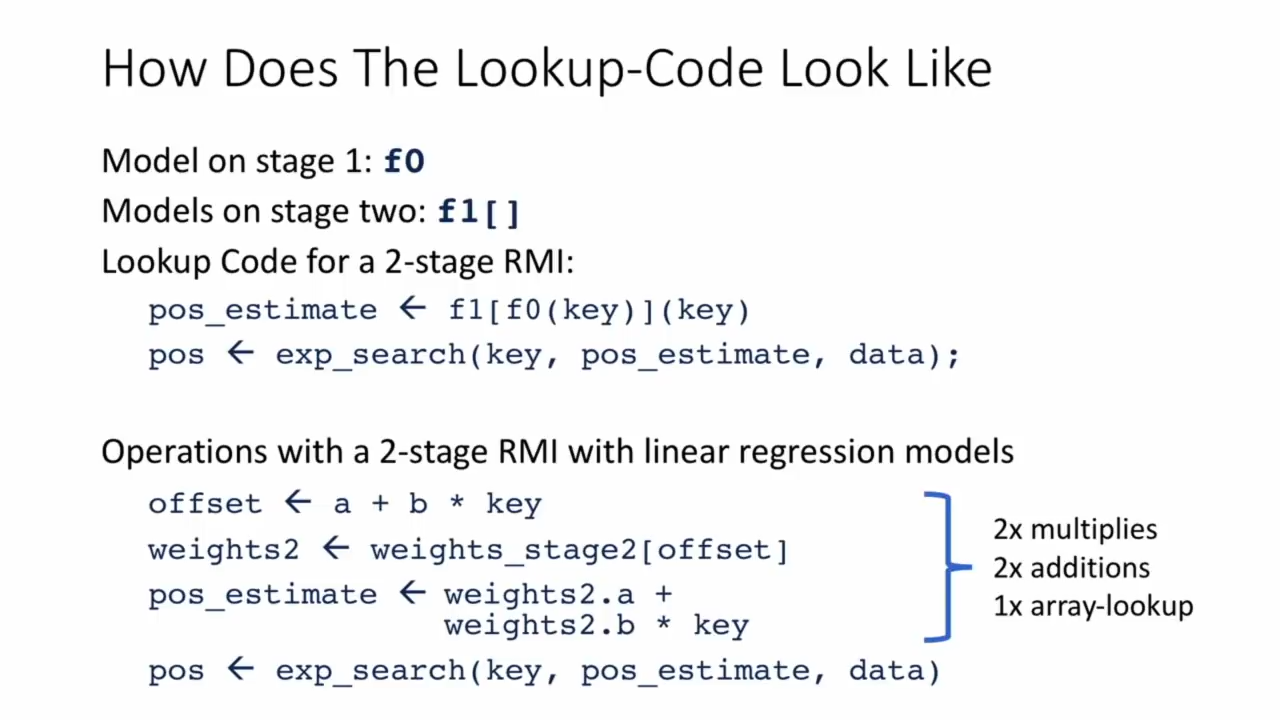 How Does The Lookup-Code Look Like
Model on stage 1: f0
Models on stage two: f1[]
Lookup Code for a 2-stage RMI:
pos_estimate ← f1[f0(key)](key)
pos ← exp_search(key, pos_estimate, data);
Operations with a 2-stage RMI with linear regression models
offset ← a + b * key
weights2 ← weights_stage2[offset]
pos_estimate ← weights2.a +
weights2.b * key
pos ← exp_search(key, pos_estimate, data)
2x multiplies
2x additions
1x array-lookup